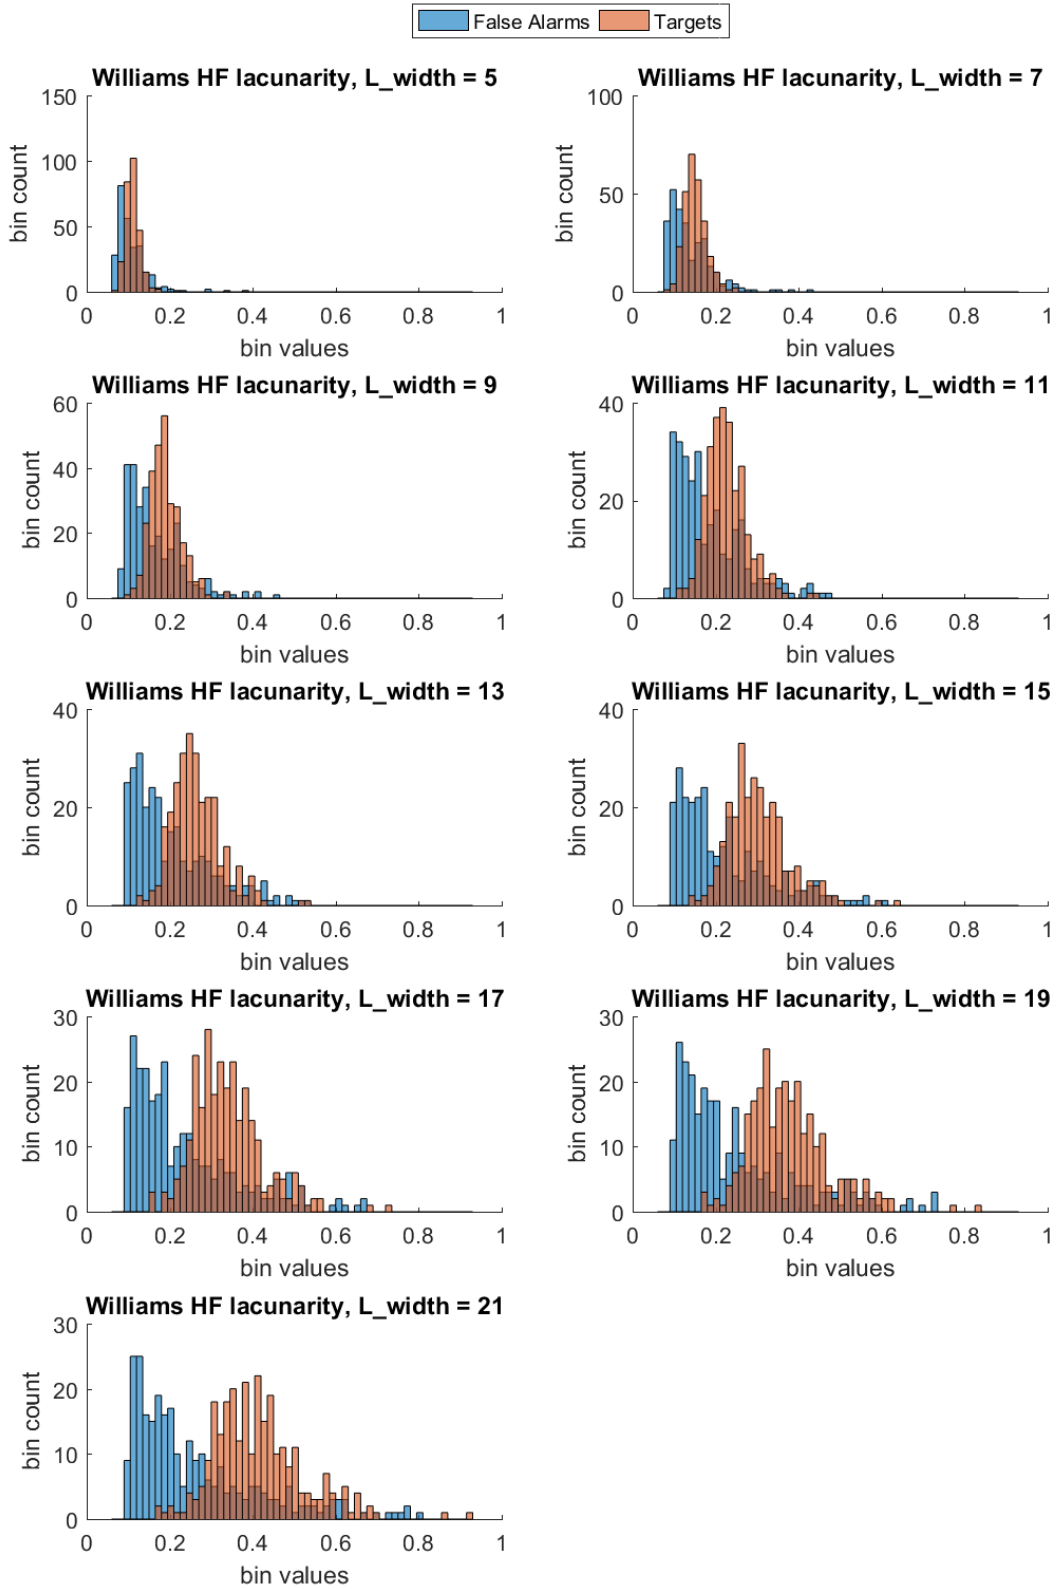 False Alarms Targets
Williams HF lacunarity, L_width = 5
150
100
50
0
bin count
0 0.2 0.4 0.6 0.8 1
bin values
Williams HF lacunarity, L_width = 7
100
50
0
bin count
0 0.2 0.4 0.6 0.8 1
bin values
Williams HF lacunarity, L_width = 9
60
40
20
0
bin count
0 0.2 0.4 0.6 0.8 1
bin values
Williams HF lacunarity, L_width = 11
40
20
0
bin count
0 0.2 0.4 0.6 0.8 1
bin values
Williams HF lacunarity, L_width = 13
40
20
0
bin count
0 0.2 0.4 0.6 0.8 1
bin values
Williams HF lacunarity, L_width = 15
40
20
0
bin count
0 0.2 0.4 0.6 0.8 1
bin values
Williams HF lacunarity, L_width = 17
30
20
10
0
bin count
0 0.2 0.4 0.6 0.8 1
bin values
Williams HF lacunarity, L_width = 19
30
20
10
0
bin count
0 0.2 0.4 0.6 0.8 1
bin values
Williams HF lacunarity, L_width = 21
30
20
10
0
bin count
0 0.2 0.4 0.6 0.8 1
bin values